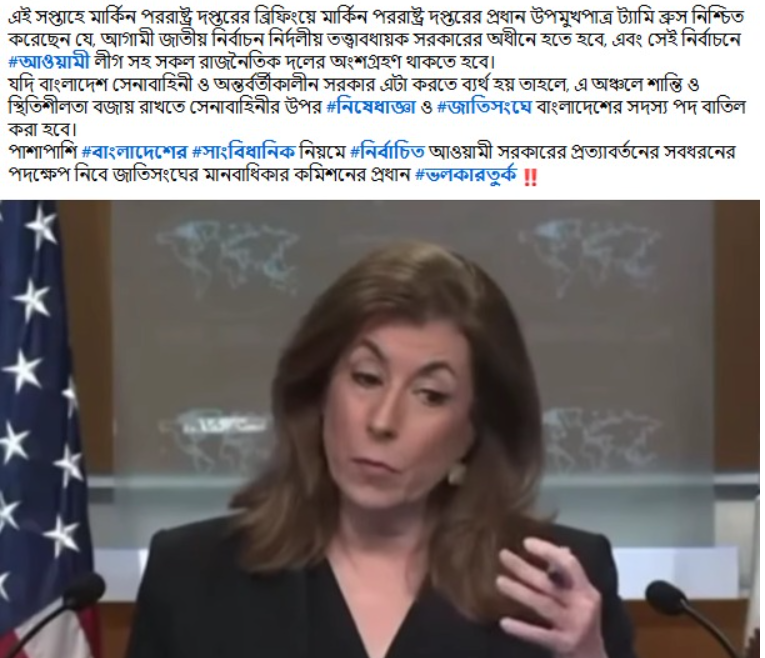 এই সপ্তাহে মার্কিন পররাষ্ট্র দপ্তরের ব্রিফিংয়ে মার্কিন পররাষ্ট্র দপ্তরের প্রধান উপমুখপাত্র ট্যামি ব্রুস নিশ্চিত
করেছেন যে, আগামী জাতীয় নির্বাচন নির্দলীয় তত্ত্বাবধায়ক সরকারের অধীনে হতে হবে, এবং সেই নির্বাচনে
#আওয়ামী লীগ সহ সকল রাজনৈতিক দলের অংশগ্রহণ থাকতে হবে।
যদি বাংলাদেশ সেনাবাহিনী ও অন্তর্বর্তীকালীন সরকার এটা করতে ব্যর্থ হয় তাহলে, এ অঞ্চলে শান্তি ও
স্থিতিশীলতা বজায় রাখতে সেনাবাহিনীর উপর #নিষেধাজ্ঞা ও #জাতিসংঘে বাংলাদেশের সদস্য পদ বাতিল
করা হবে।
পাশাপাশি #বাংলাদেশের #সাংবিধানিক নিয়মে #নির্বাচিত আওয়ামী সরকারের প্রত্যাবর্তনের সবধরনের
পদক্ষেপ নিবে জাতিসংঘের মানবাধিকার কমিশনের প্রধান #ভলকারতুর্ক ‼️